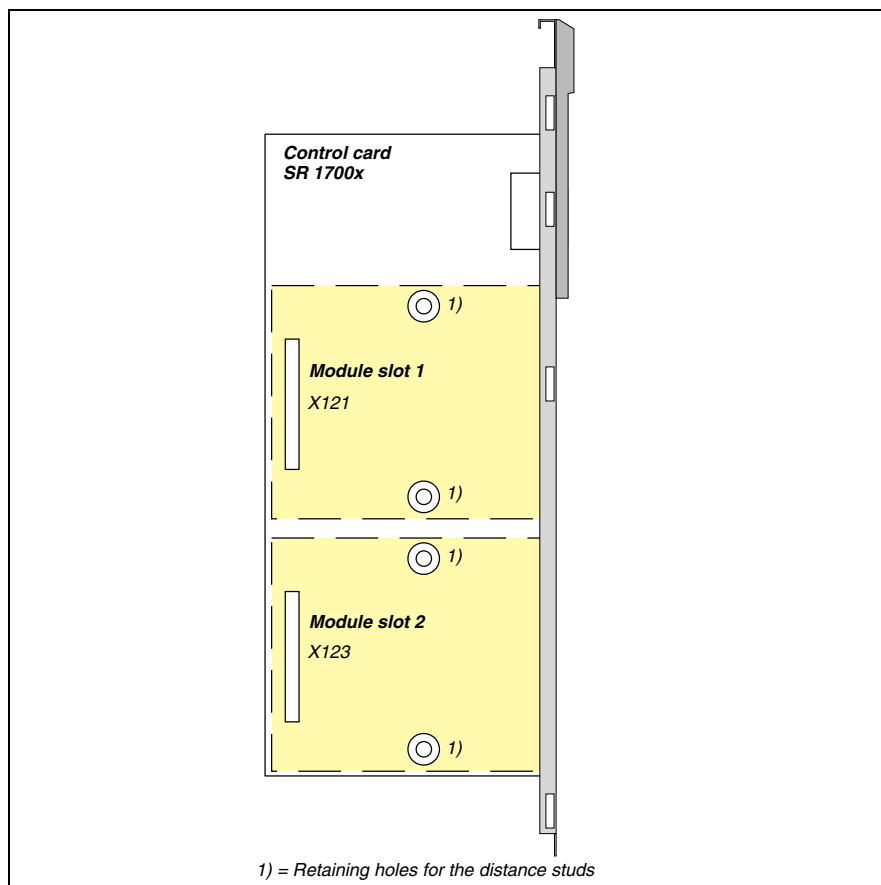 Control card
SR 1700x
1)
Module slot 1
X121
1)
1)
Module slot 2
X123
1)
1) = Retaining holes for the distance studs